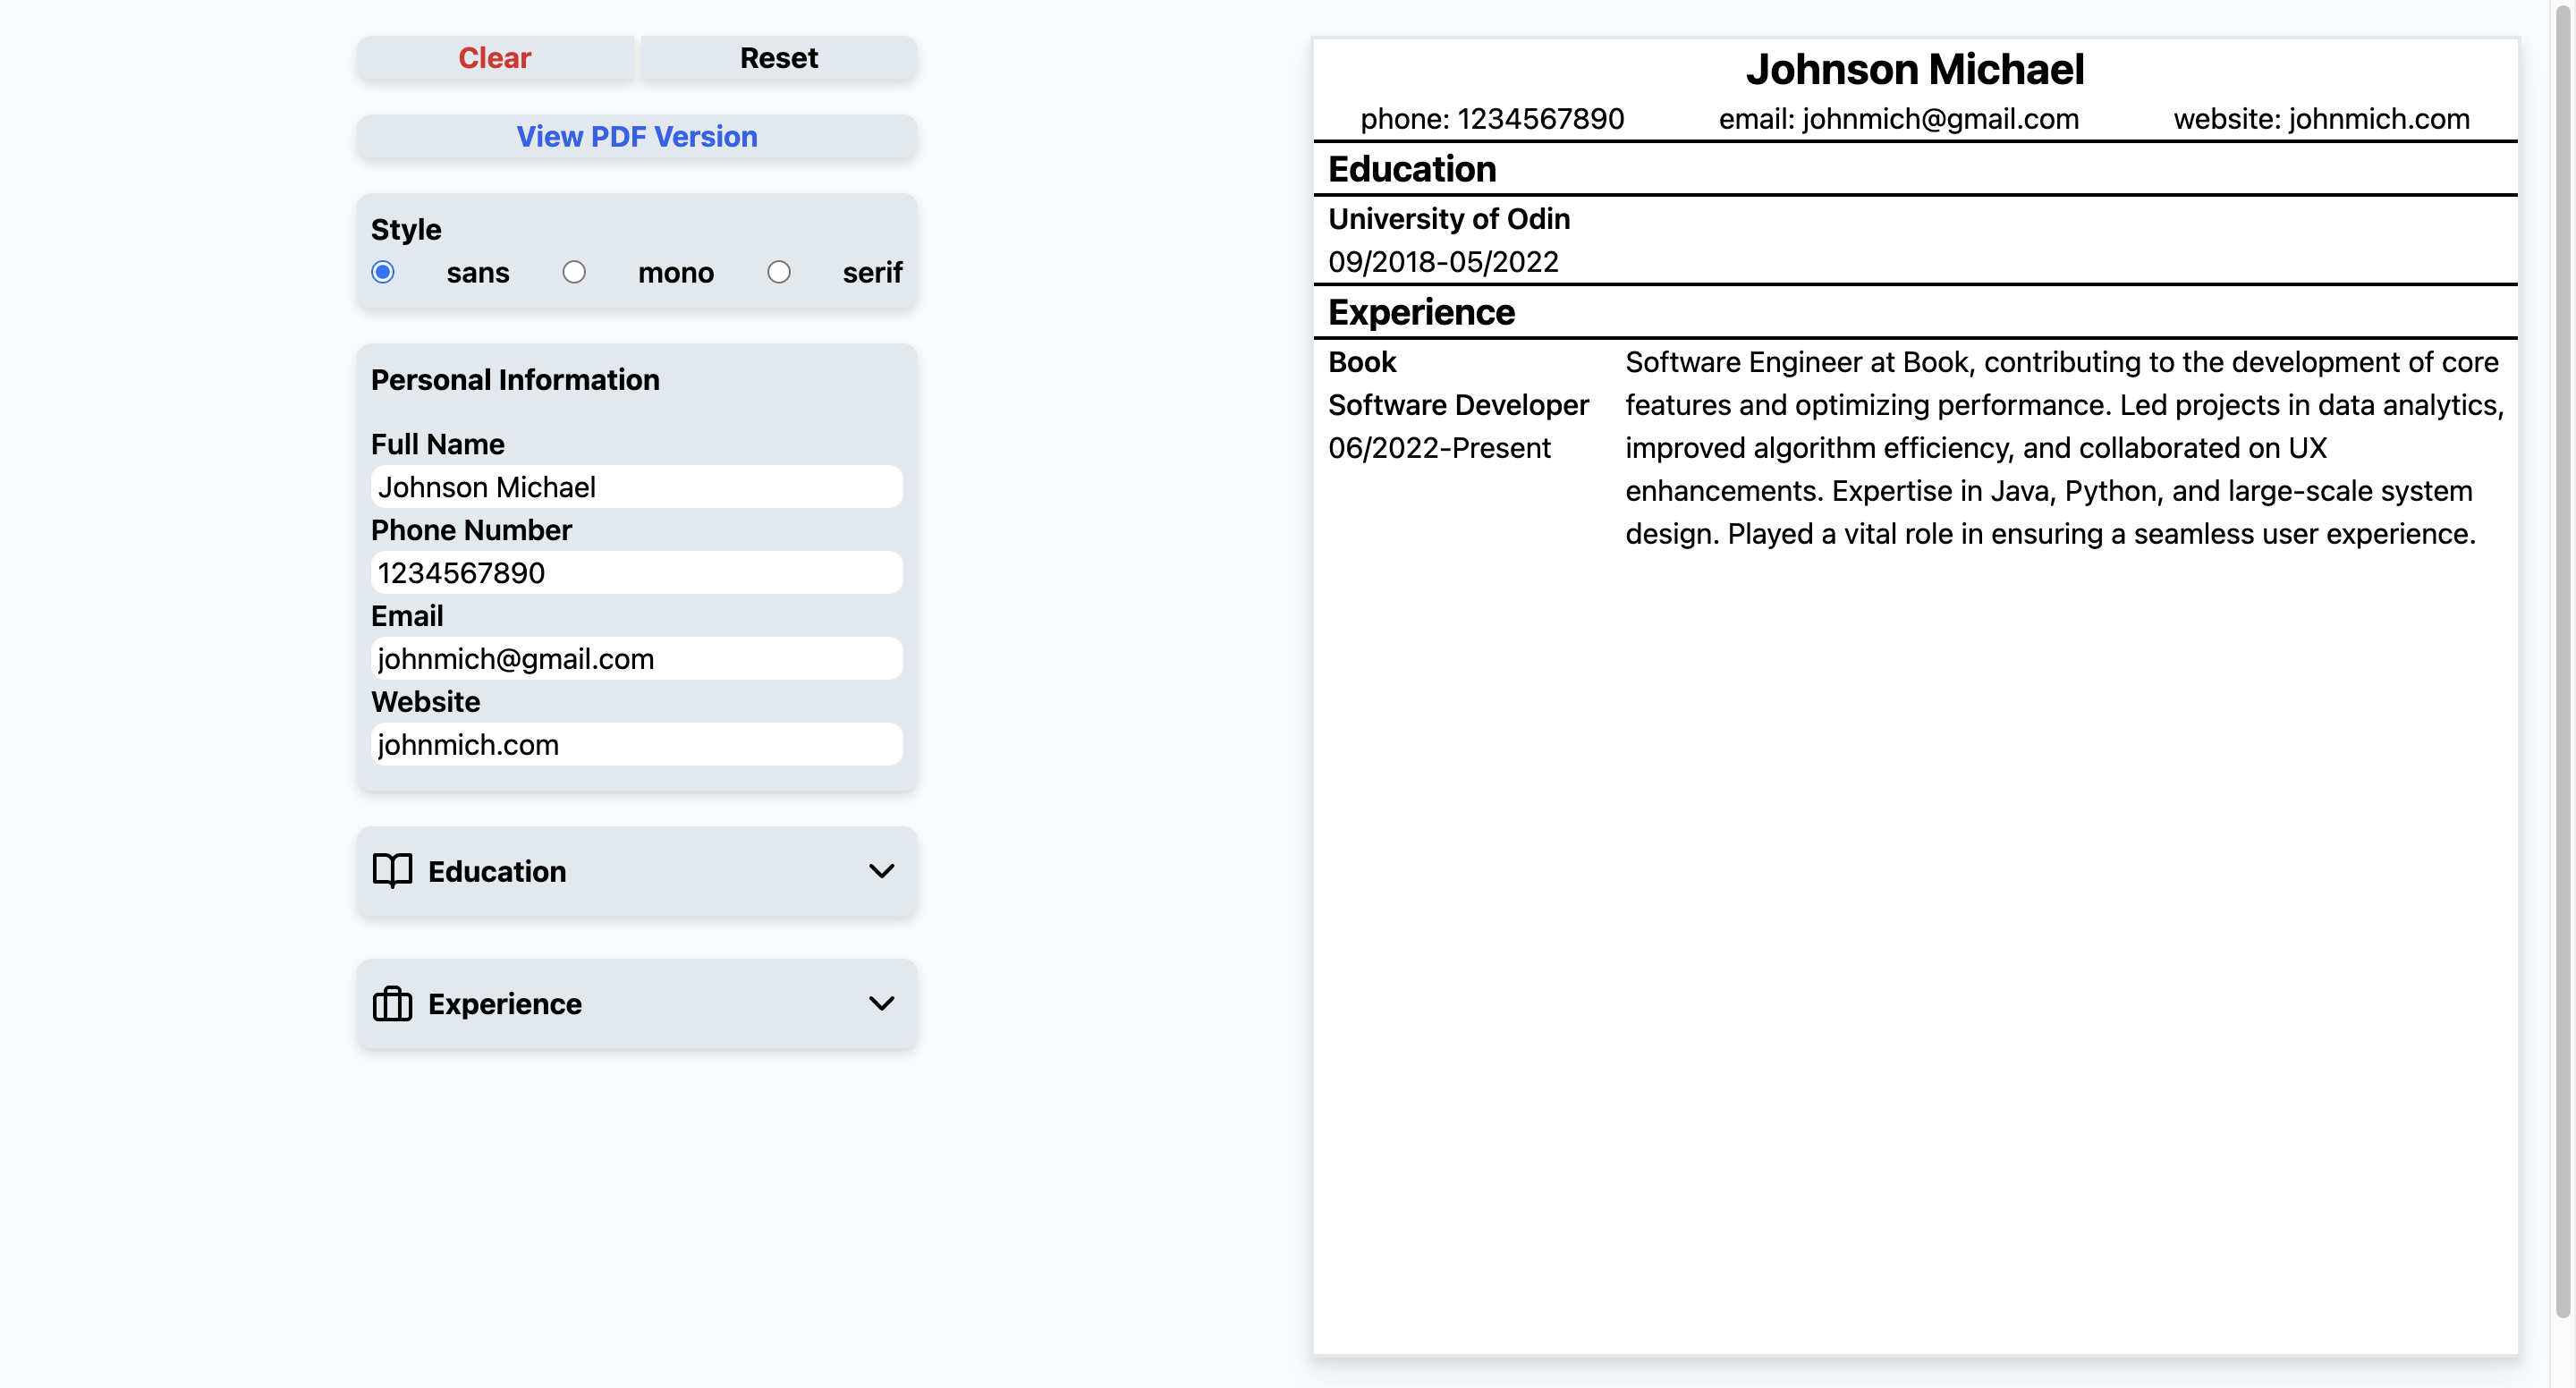 Clear
Reset
View PDF Version
Style
sans
mono
serif
Personal Information
Full Name
Johnson Michael
Phone Number
1234567890
Email
johnmich@gmail.com
Website
johnmich.com
Education
Experience
Johnson Michael
phone: 1234567890 email: johnmich@gmail.com website: johnmich.com
Education
University of Odin
09/2018-05/2022
Experience
Book
Software Developer
06/2022-Present
Software Engineer at Book, contributing to the development of core
features and optimizing performance. Led projects in data analytics,
improved algorithm efficiency, and collaborated on UX
enhancements. Expertise in Java, Python, and large-scale system
design. Played a vital role in ensuring a seamless user experience.